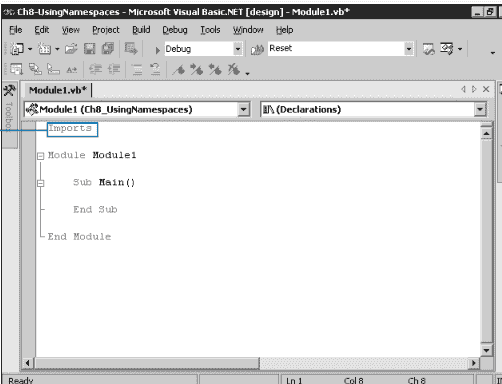 Ch8-UsingNamespaces - Microsoft Visual Basic.NET [design] - Module1.vb*
File Edit View Project Build Debug Tools Window Help
Debug Reset
Module1.vb*
Module1 (Ch8_UsingNamespaces) (Declarations)
Imports
Module Module1
Sub Main()
End Sub
End Module
Ready Ln 1 Col 8 Ch 8